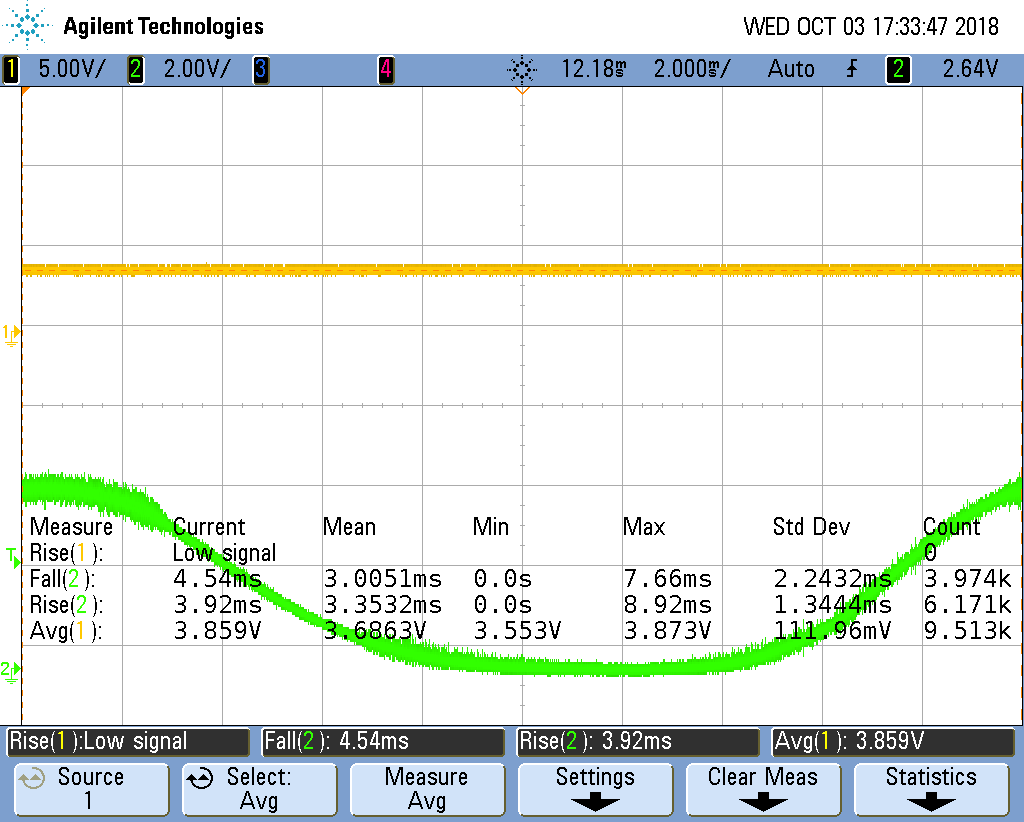 Agilent Technologies WED OCT 03 17:33:47 2018
1 5.00V/ 2 2.00V/ 3 4 12.18ms 2.000ms/ Auto 2 2.64V
1
T
2
Measure Current Mean Min Max Std Dev Count
Rise(1): Low signal 0
Fall(2): 4.54ms 3.0051ms 0.0s 7.66ms 2.2432ms 3.974k
Rise(2): 3.92ms 3.3532ms 0.0s 8.92ms 1.3444ms 6.171k
Avg(1): 3.859V 3.6863V 3.553V 3.873V 111.96mV 9.513k
Rise(1):Low signal Fall(2): 4.54ms Rise(2): 3.92ms Avg(1): 3.859V
Source Select: Measure Settings Clear Meas Statistics
1 Avg Avg